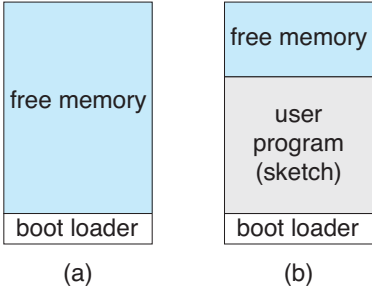 free memory
boot loader
(a)
free memory
user
program
(sketch)
boot loader
(b)